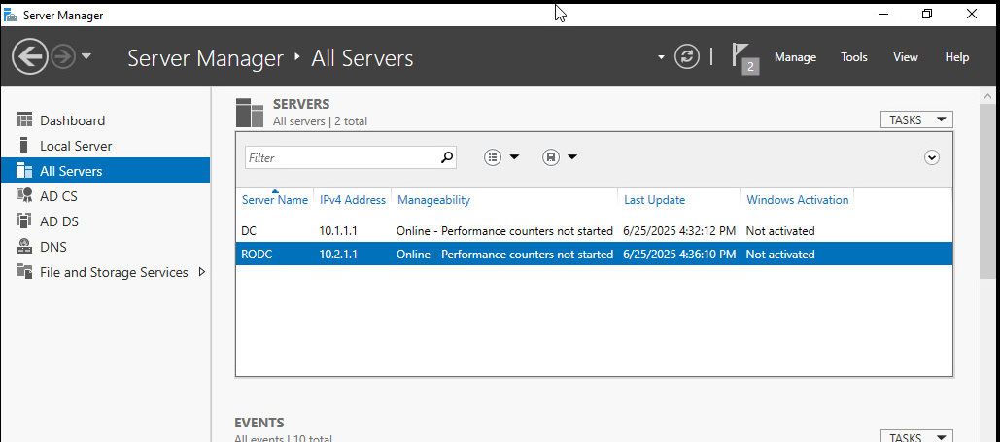 Server Manager
Server Manager ‣ All Servers
2
Manage Tools View Help
Dashboard
Local Server
All Servers
AD CS
AD DS
DNS
File and Storage Services
SERVERS
All servers | 2 total
TASKS
Filter
Server Name IPv4 Address Manageability Last Update Windows Activation
DC 10.1.1.1 Online - Performance counters not started 6/25/2025 4:32:12 PM Not activated
RODC 10.2.1.1 Online - Performance counters not started 6/25/2025 4:36:10 PM Not activated
EVENTS
All events | 10 total
TASKS